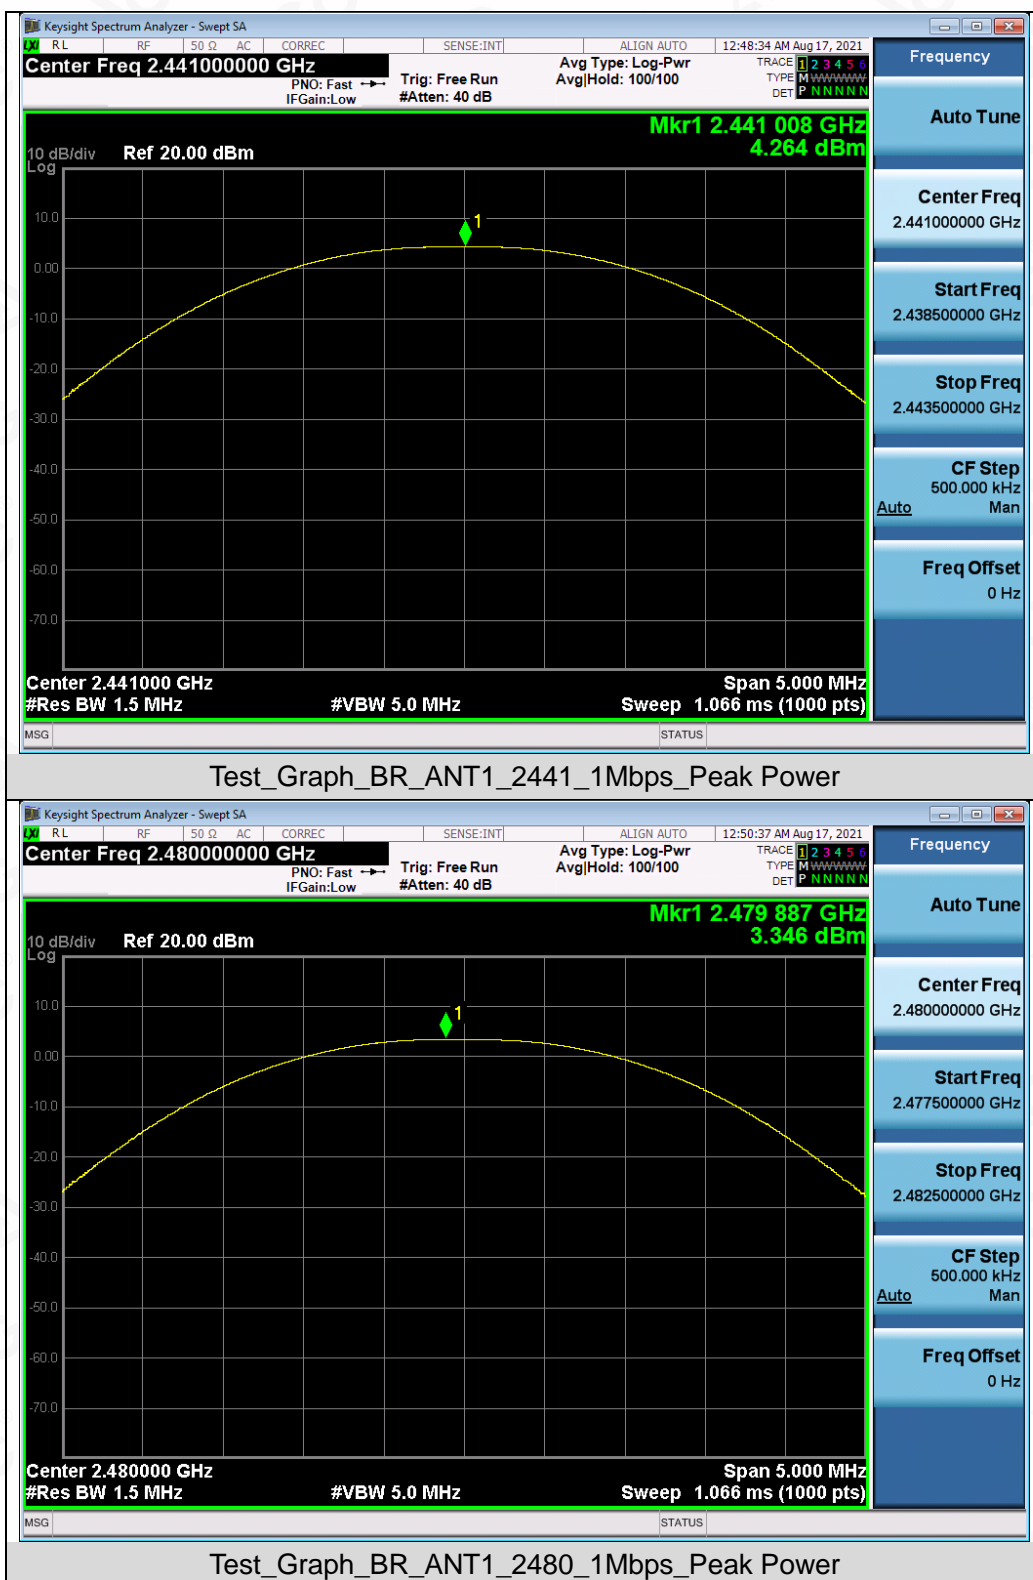 Keysight Spectrum Analyzer - Swept SA
LXI RL RF 50 Ω AC CORREC SENSE:INT ALIGN AUTO 12:48:34 AM Aug 17, 2021
Center Freq 2.441000000 GHz Avg Type: Log-Pwr TRACE 1 2 3 4 5 6
PNO: Fast Trig: Free Run Avg|Hold: 100/100 TYPE M WWWWW
IFGain:Low #Atten: 40 dB DET P N N N N N
Mkr1 2.441 008 GHz
4.264 dBm
10 dB/div Ref 20.00 dBm
Log
10.0
1
0.00
-10.0
-20.0
-30.0
-40.0
-50.0
-60.0
-70.0
Center 2.441000 GHz Span 5.000 MHz
#Res BW 1.5 MHz #VBW 5.0 MHz Sweep 1.066 ms (1000 pts)
MSG STATUS
Frequency
Auto Tune
Center Freq
2.441000000 GHz
Start Freq
2.438500000 GHz
Stop Freq
2.443500000 GHz
CF Step
500.000 kHz
Auto Man
Freq Offset
0 Hz
Test_Graph_BR_ANT1_2441_1Mbps_Peak Power
Keysight Spectrum Analyzer - Swept SA
LXI RL RF 50 Ω AC CORREC SENSE:INT ALIGN AUTO 12:50:37 AM Aug 17, 2021
Center Freq 2.480000000 GHz Avg Type: Log-Pwr TRACE 1 2 3 4 5 6
PNO: Fast Trig: Free Run Avg|Hold: 100/100 TYPE M WWWWW
IFGain:Low #Atten: 40 dB DET P N N N N N
Mkr1 2.479 887 GHz
3.346 dBm
10 dB/div Ref 20.00 dBm
Log
10.0
1
0.00
-10.0
-20.0
-30.0
-40.0
-50.0
-60.0
-70.0
Center 2.480000 GHz Span 5.000 MHz
#Res BW 1.5 MHz #VBW 5.0 MHz Sweep 1.066 ms (1000 pts)
MSG STATUS
Frequency
Auto Tune
Center Freq
2.480000000 GHz
Start Freq
2.477500000 GHz
Stop Freq
2.482500000 GHz
CF Step
500.000 kHz
Auto Man
Freq Offset
0 Hz
Test_Graph_BR_ANT1_2480_1Mbps_Peak Power